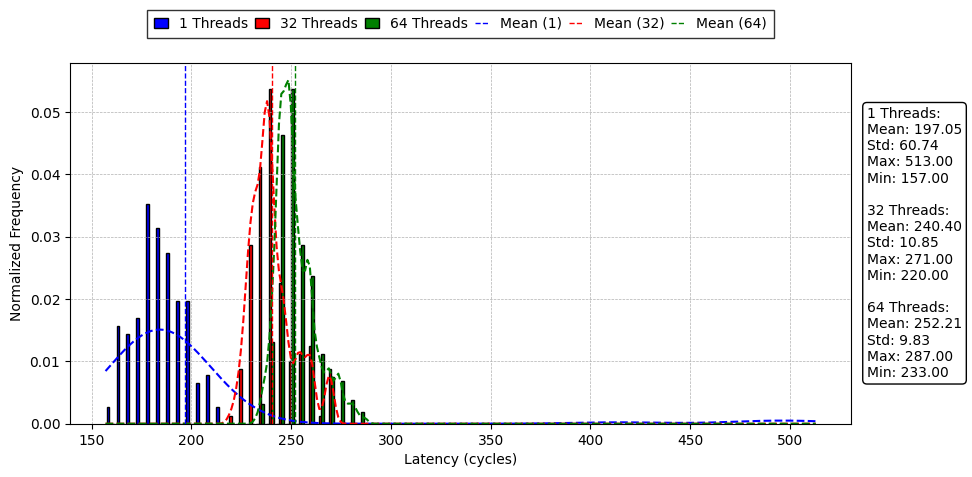 1 Threads 32 Threads 64 Threads Mean (1) Mean (32) Mean (64)
0.05
0.04
0.03
0.02
0.01
0.00
Normalized Frequency
150 200 250 300 350 400 450 500
Latency (cycles)
1 Threads:
Mean: 197.05
Std: 60.74
Max: 513.00
Min: 157.00
32 Threads:
Mean: 240.40
Std: 10.85
Max: 271.00
Min: 220.00
64 Threads:
Mean: 252.21
Std: 9.83
Max: 287.00
Min: 233.00